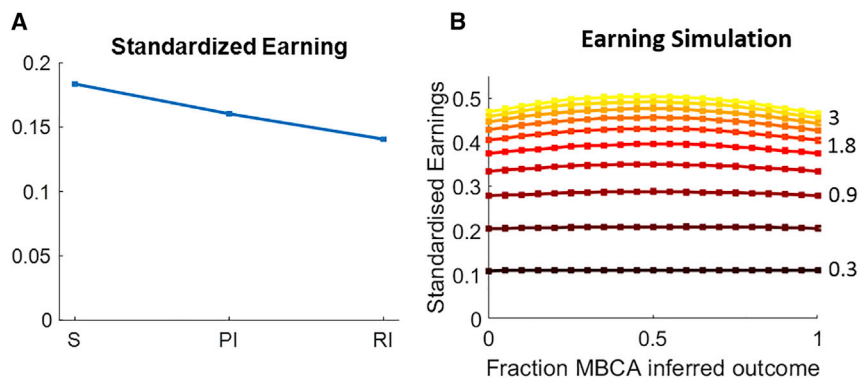 A
Standardized Earning
0.2
0.15
0.1
0.05
0
S PI RI
B
Earning Simulation
Standardised Earnings
0.5
0.4
0.3
0.2
0.1
0
3
1.8
0.9
0.3
0 0.5 1
Fraction MBCA inferred outcome